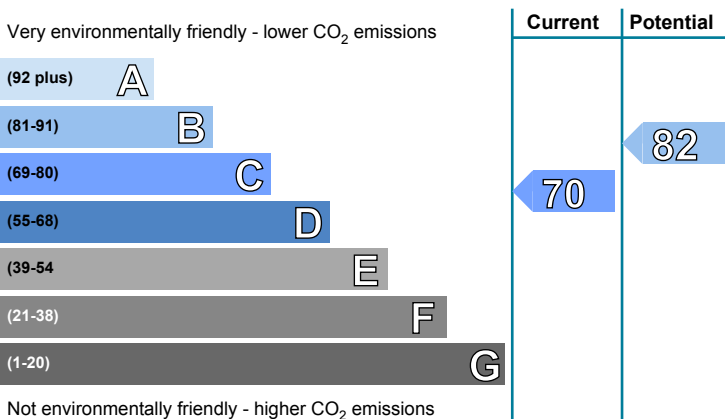 Current Potential
Very environmentally friendly - lower CO2 emissions
(92 plus) A
(81-91) B
82
(69-80) C
70
(55-68) D
(39-54 E
(21-38) F
(1-20) G
Not environmentally friendly - higher CO2 emissions